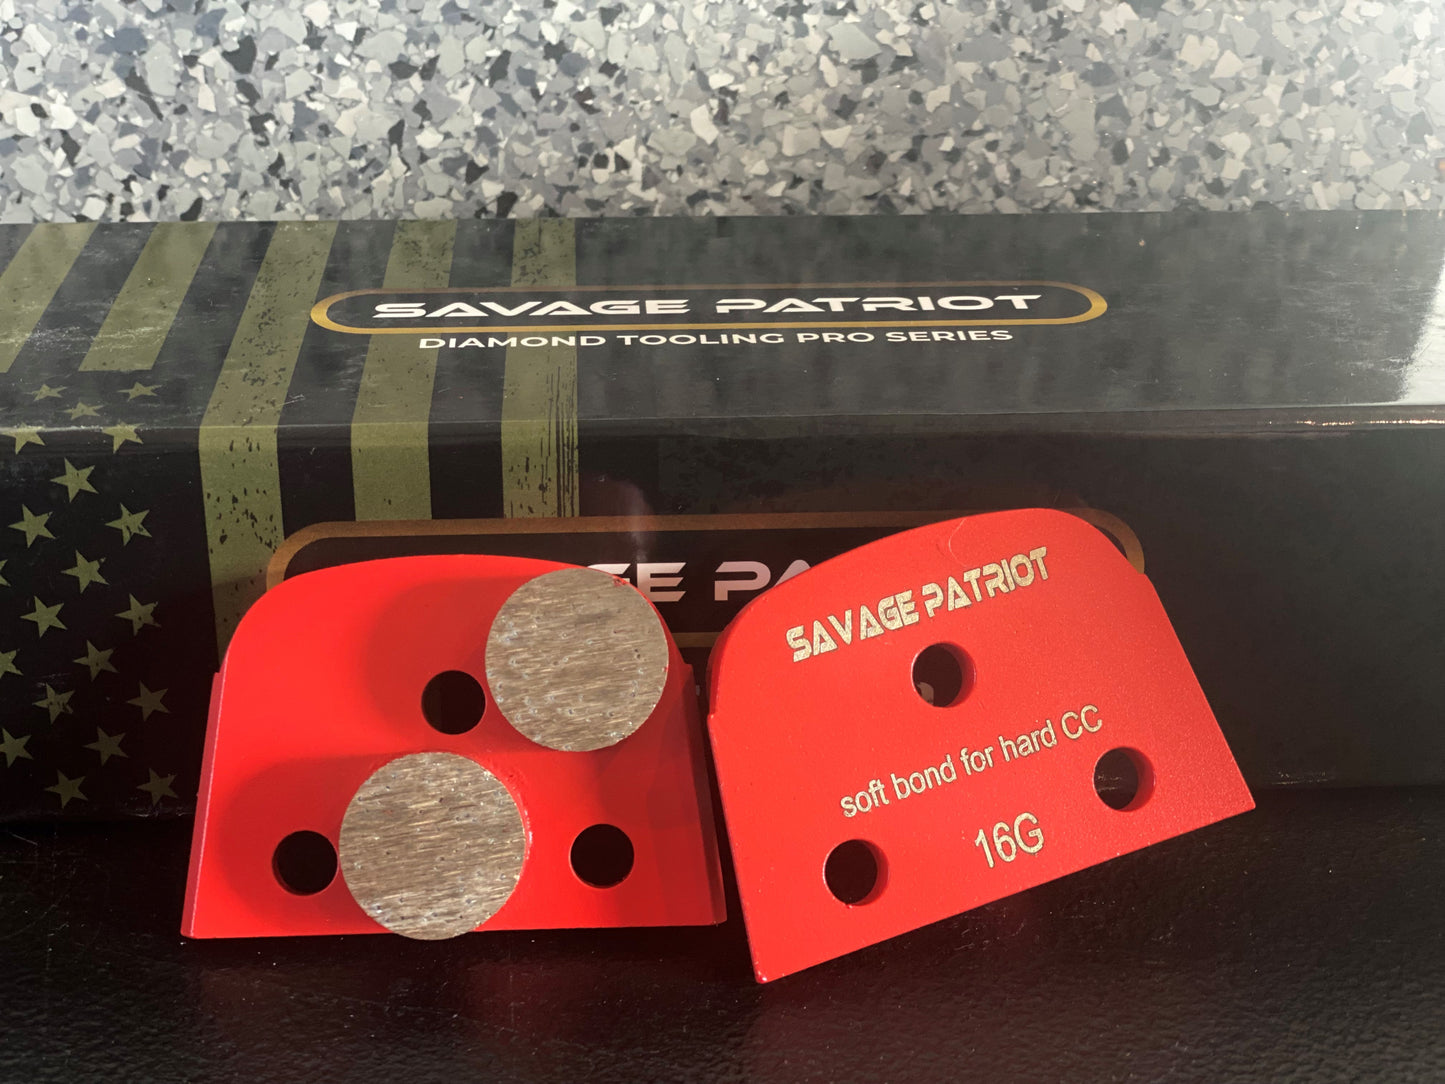 SAVAGE PATRIOT
DIAMOND TOOLING PRO SERIES
SAVAGE PATRIOT
soft bond for hard CC
16G